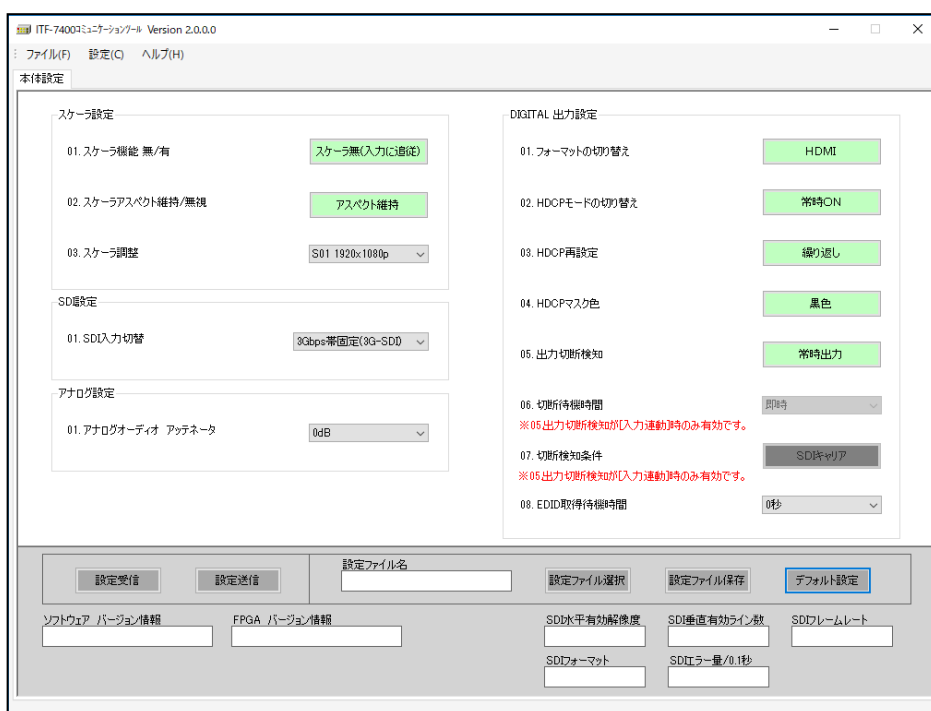 ITF-7400コミュニケーションツール Version 2.0.0.0
ファイル(F) 設定(C) ヘルプ(H)
本体設定
スケーラ設定
01. スケーラ機能 無/有 スケーラ無(入力に追従)
02. スケーラアスペクト維持/無視 アスペクト維持
03. スケーラ調整 S01 1920x1080p
SDI設定
01. SDI入力切替 3Gbps帯固定(3G-SDI)
アナログ設定
01. アナログオーディオ アッテネータ 0dB
DIGITAL 出力設定
01. フォーマットの切り替え HDMI
02. HDCPモードの切り替え 常時ON
03. HDCP再設定 繰り返し
04. HDCPマスク色 黒色
05. 出力切断検知 常時出力
06. 切断待機時間 即時
※05.出力切断検知が[入力連動]時のみ有効です。
07. 切断検知条件 SDIキャリア
※05.出力切断検知が[入力連動]時のみ有効です。
08. EDID取得待機時間 0秒
設定受信 設定送信 設定ファイル名 設定ファイル選択 設定ファイル保存 デフォルト設定
ソフトウェア バージョン情報 FPGA バージョン情報 SDI水平有効解像度 SDI垂直有効ライン数 SDIフレームレート
SDIフォーマット SDIエラー量/0.1秒